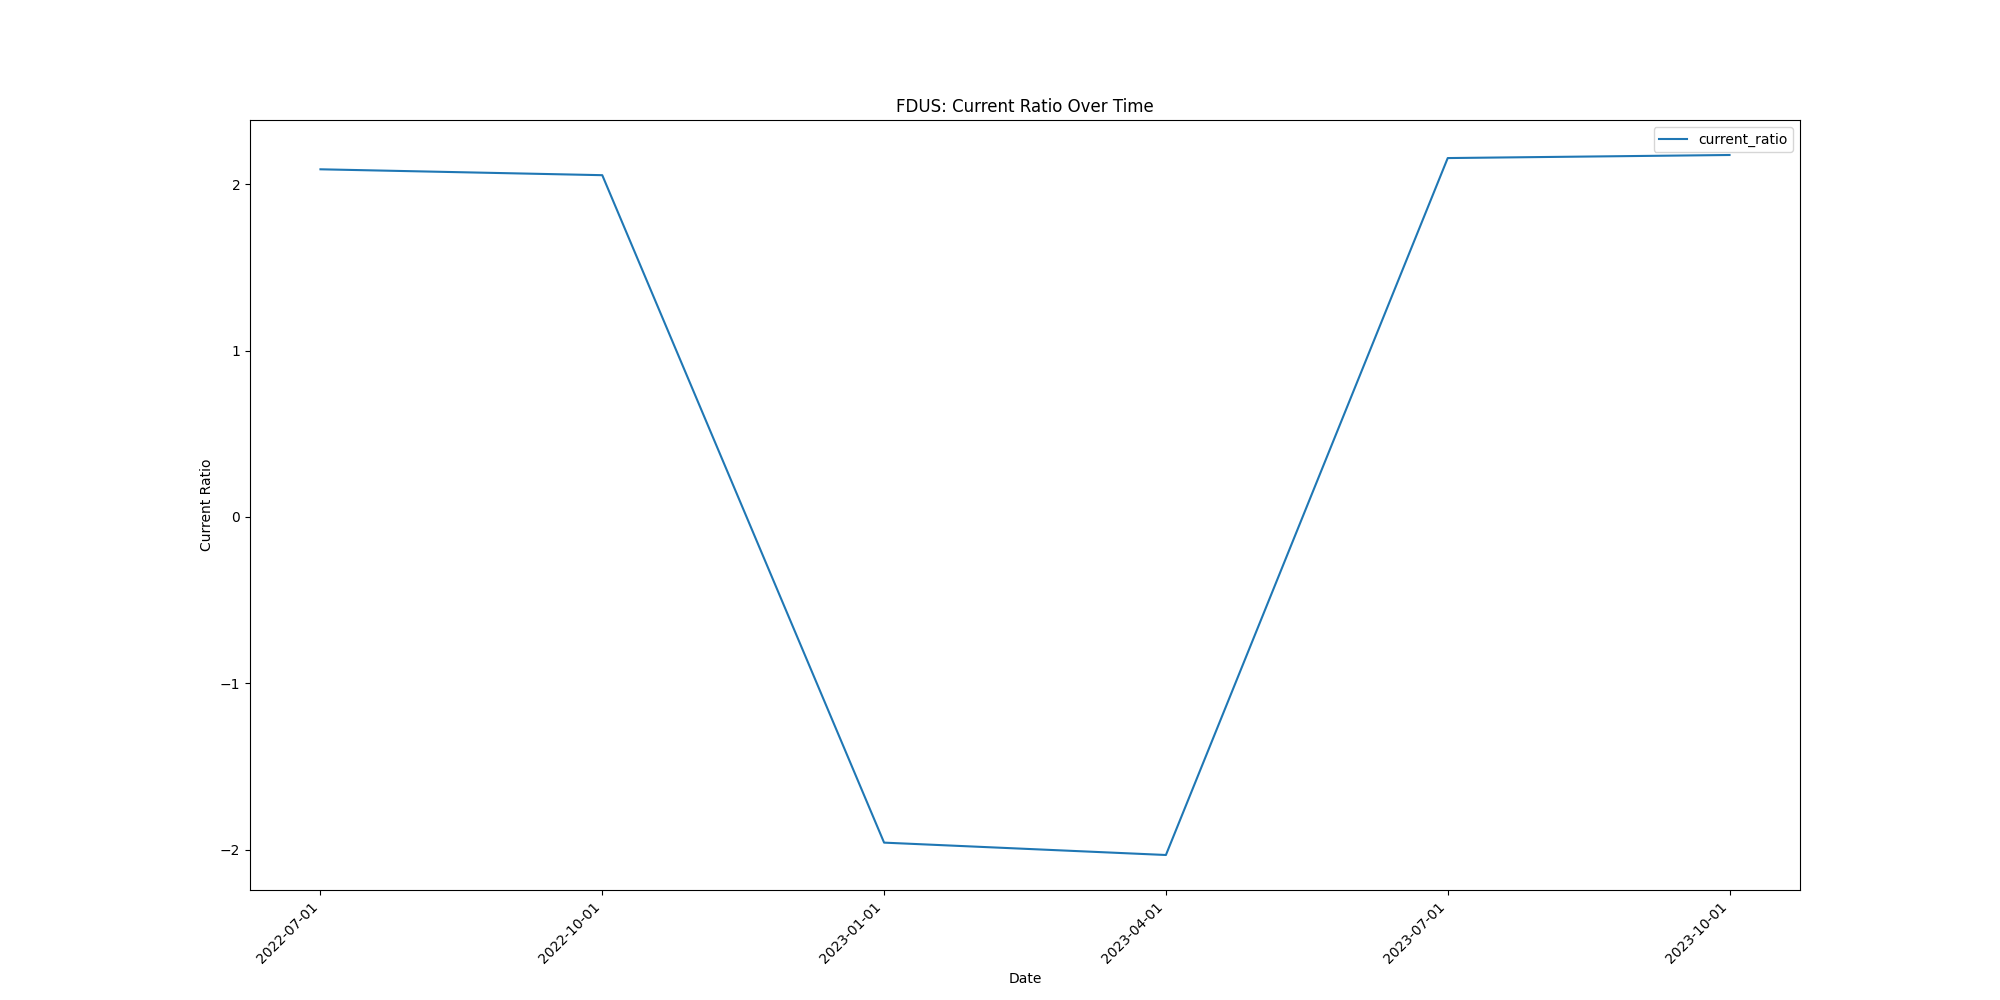 FDUS: Current Ratio Over Time
current_ratio
2
1
0
−1
−2
Current Ratio
2022-07-01
2022-10-01
2023-01-01
2023-04-01
2023-07-01
2023-10-01
Date